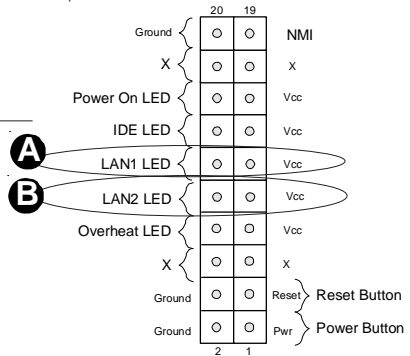 20 19
Ground NMI
X X
Power On LED Vcc
IDE LED Vcc
A LAN1 LED Vcc
B LAN2 LED Vcc
Overheat LED Vcc
X X
Ground Reset Reset Button
Ground Pwr Power Button
2 1